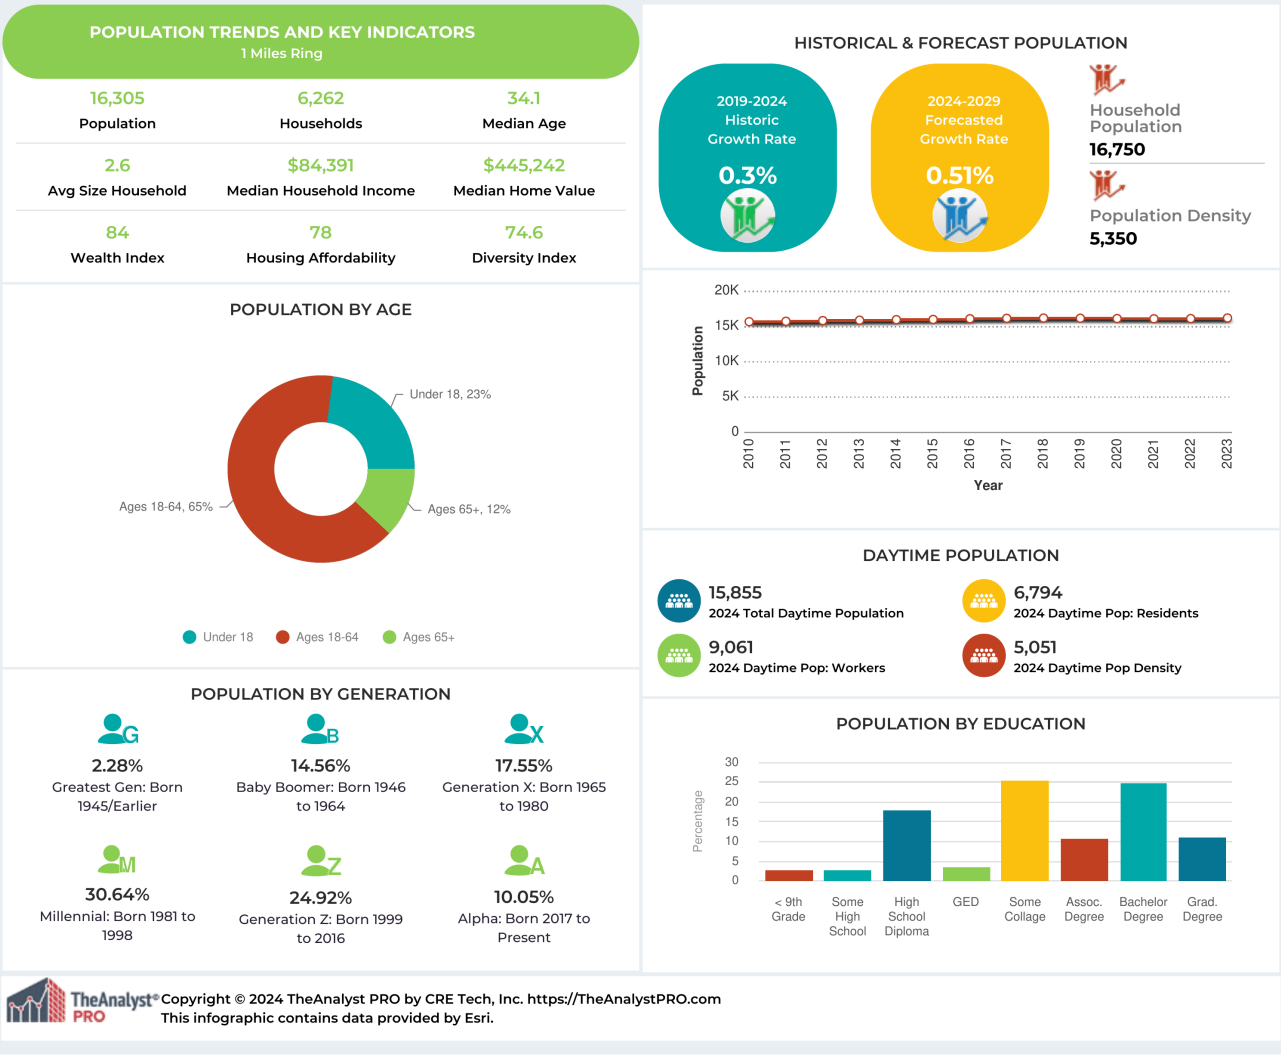 POPULATION TRENDS AND KEY INDICATORS
1 Miles Ring
16,305
Population
6,262
Households
34.1
Median Age
2.6
Avg Size Household
$84,391
Median Household Income
$445,242
Median Home Value
84
Wealth Index
78
Housing Affordability
74.6
Diversity Index
POPULATION BY AGE
Under 18, 23%
Ages 18-64, 65%
Ages 65+, 12%
Under 18
Ages 18-64
Ages 65+
POPULATION BY GENERATION
G
2.28%
Greatest Gen: Born
1945/Earlier
B
14.56%
Baby Boomer: Born 1946
to 1964
X
17.55%
Generation X: Born 1965
to 1980
M
30.64%
Millennial: Born 1981 to
1998
Z
24.92%
Generation Z: Born 1999
to 2016
A
10.05%
Alpha: Born 2017 to
Present
HISTORICAL & FORECAST POPULATION
2019-2024
Historic
Growth Rate
0.3%
2024-2029
Forecasted
Growth Rate
0.51%
Household
Population
16,750
Population Density
5,350
20K
15K
10K
5K
0
Population
2010
2011
2012
2013
2014
2015
2016
2017
2018
2019
2020
2021
2022
2023
Year
DAYTIME POPULATION
15,855
2024 Total Daytime Population
6,794
2024 Daytime Pop: Residents
9,061
2024 Daytime Pop: Workers
5,051
2024 Daytime Pop Density
POPULATION BY EDUCATION
Percentage
30
25
20
15
10
5
0
< 9th
Grade
Some
High
School
High
School
Diploma
GED
Some
Collage
Assoc.
Degree
Bachelor
Degree
Grad.
Degree
TheAnalyst®
PRO
Copyright © 2024 TheAnalyst PRO by CRE Tech, Inc. https://TheAnalystPRO.com
This infographic contains data provided by Esri.